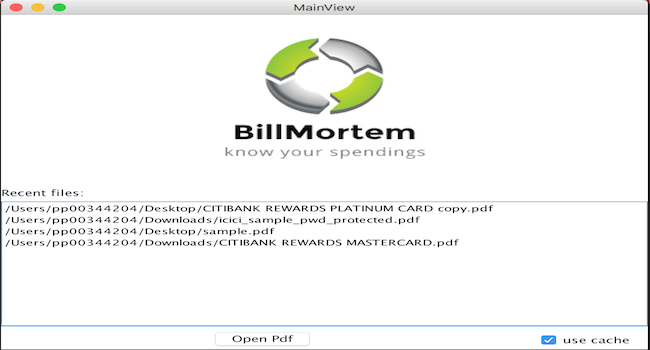 MainView
BillMortem
know your spendings
Recent files:
/Users/pp00344204/Desktop/CITIBANK REWARDS PLATINUM CARD copy.pdf
/Users/pp00344204/Downloads/icici_sample_pwd_protected.pdf
/Users/pp00344204/Desktop/sample.pdf
/Users/pp00344204/Downloads/CITIBANK REWARDS MASTERCARD.pdf
Open Pdf
use cache